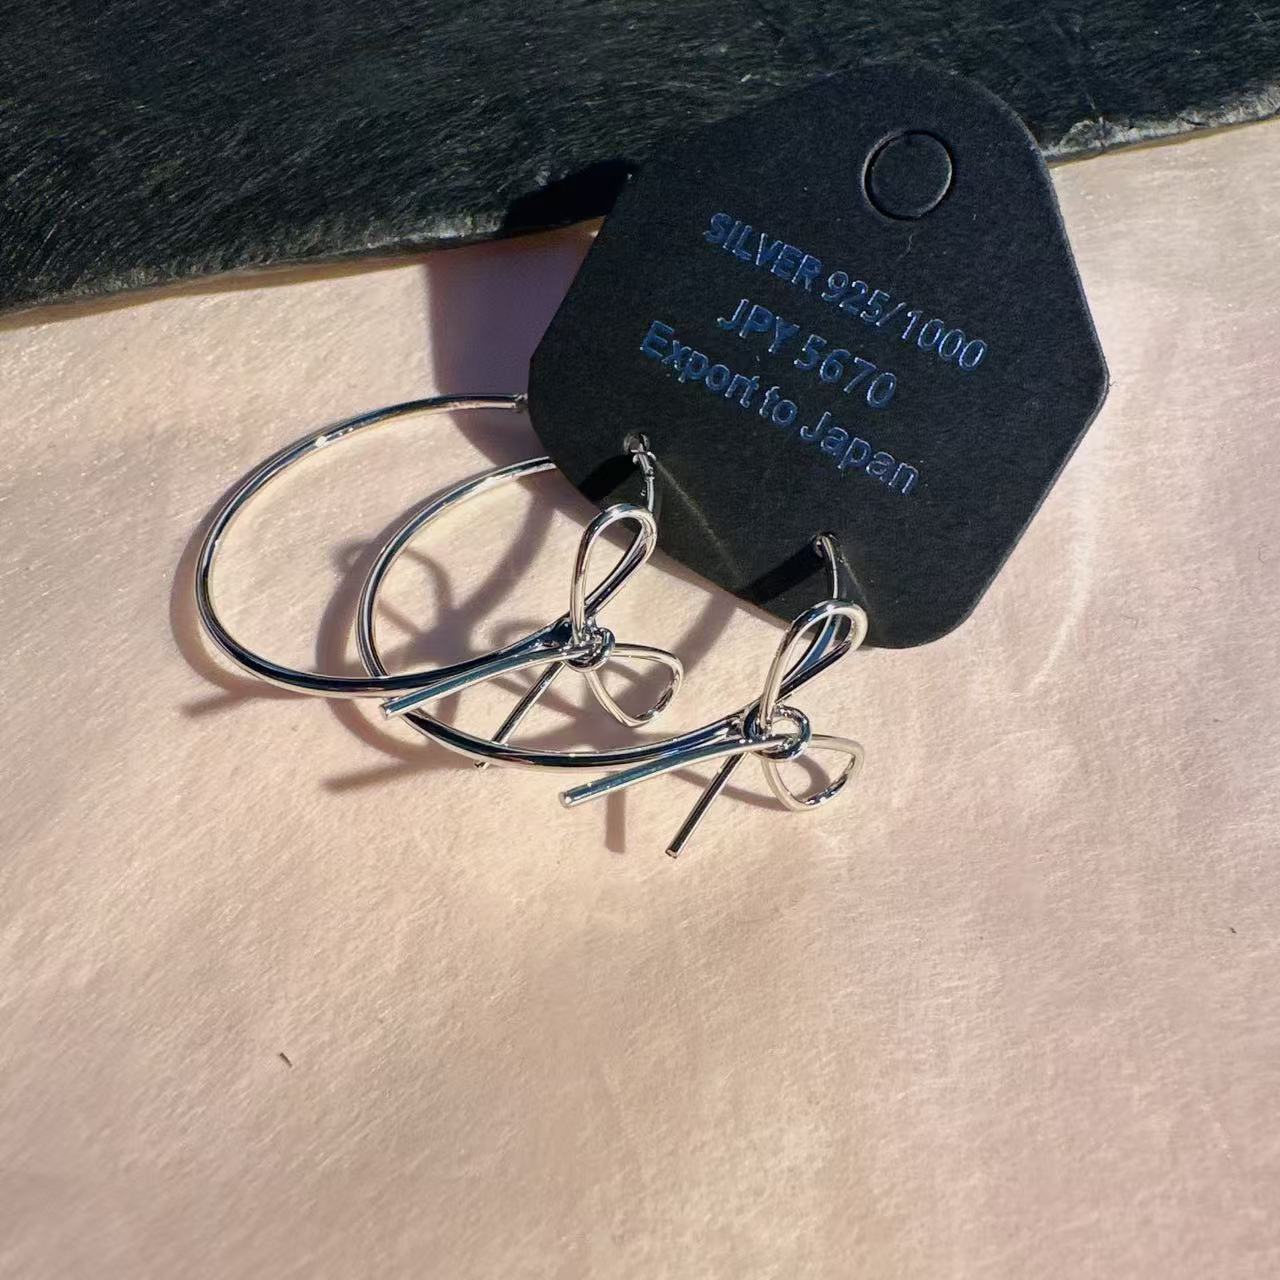 SILVER 925/1000
JPY 5670
Export to Japan